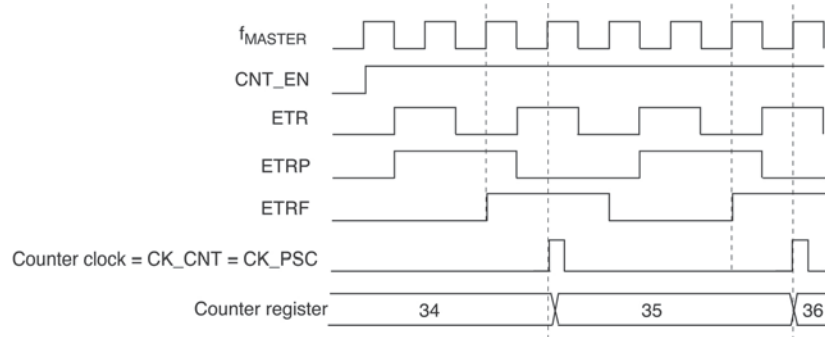 fMASTER
CNT_EN
ETR
ETRP
ETRF
Counter clock = CK_CNT = CK_PSC
Counter register 34 35 36